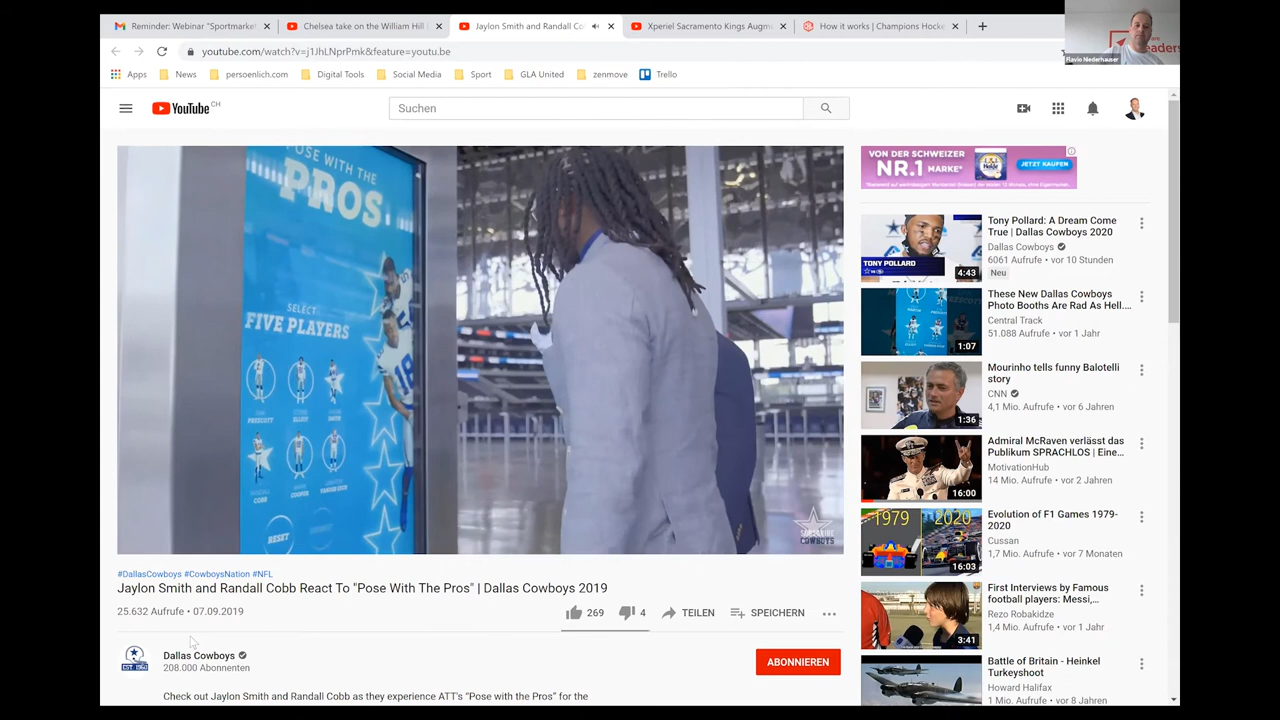 Reminder: Webinar "Sportmarket
Chelsea take on the William Hill
Jaylon Smith and Randall Co
Xperiel Sacramento Kings Augm
How it works | Champions Hocke
youtube.com/watch?v=j1JhLNprPmk&feature=youtu.be
Apps
News
persoenlich.com
Digital Tools
Social Media
Sport
GLA United
zenmove
Trello
eaders
Flavio Niederhauser
YouTube CH
Suchen
POSE WITH THE
PROS
SELECT
FIVE PLAYERS
RESET
COWBOYS
VON DER SCHWEIZER
NR.1 MARKE*
JETZT KAUFEN
TONY POLLARD
4:43
Tony Pollard: A Dream Come
True | Dallas Cowboys 2020
Dallas Cowboys
6061 Aufrufe • vor 10 Stunden
Neu
1:07
These New Dallas Cowboys
Photo Booths Are Rad As Hell....
Central Track
51.088 Aufrufe • vor 1 Jahr
1:36
Mourinho tells funny Balotelli
story
CNN
4,1 Mio. Aufrufe • vor 6 Jahren
16:00
Admiral McRaven verlässt das
Publikum SPRACHLOS | Eine...
MotivationHub
14 Mio. Aufrufe • vor 2 Jahren
1979 2020
16:03
Evolution of F1 Games 1979-
2020
Cussan
1,7 Mio. Aufrufe • vor 7 Monaten
3:41
First Interviews by Famous
football players: Messi,...
Rezo Robakidze
1,4 Mio. Aufrufe • vor 1 Jahr
Battle of Britain - Heinkel
Turkeyshoot
Howard Halifax
1 Mio. Aufrufe • vor 8 Jahren
#DallasCowboys #CowboysNation #NFL
Jaylon Smith and Randall Cobb React To "Pose With The Pros" | Dallas Cowboys 2019
25.632 Aufrufe • 07.09.2019
269
4
TEILEN
SPEICHERN
EST. 1960
Dallas Cowboys
208.000 Abonnenten
ABONNIEREN
Check out Jaylon Smith and Randall Cobb as they experience ATT's "Pose with the Pros" for the